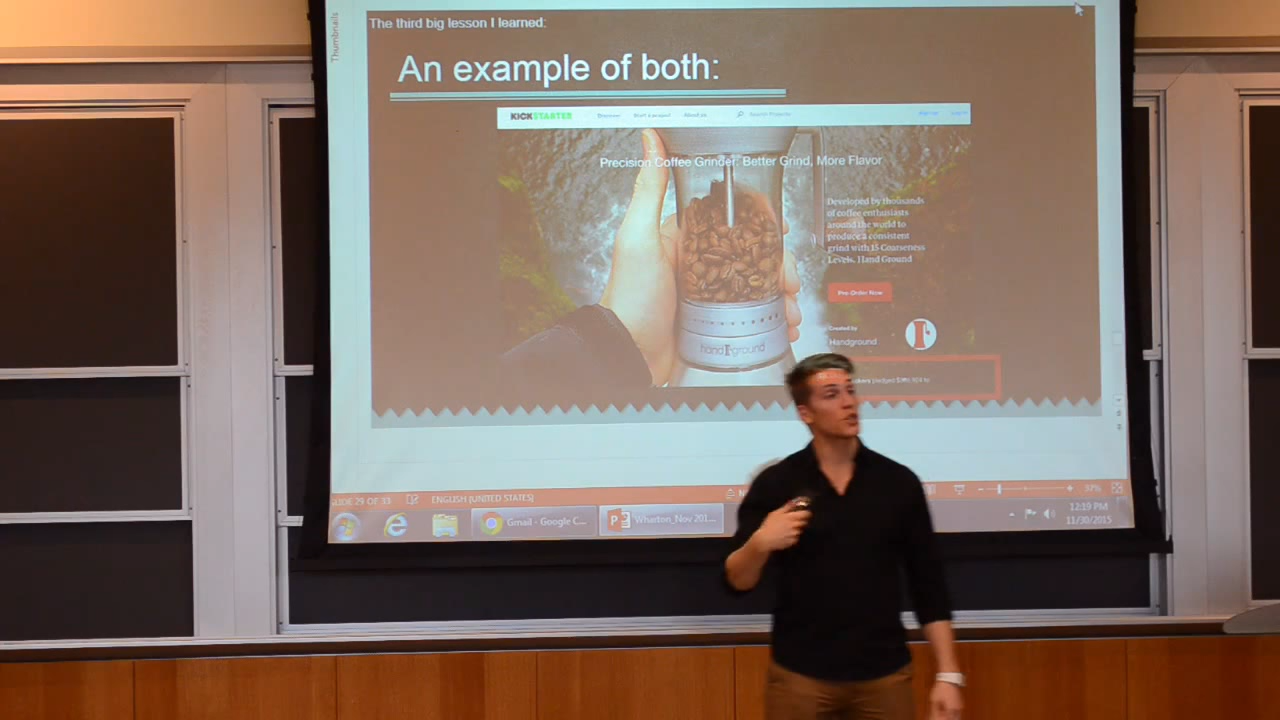 Thumbnails
The third big lesson I learned:
An example of both:
KICKSTARTER Discover Start a project About us Search Projects Sign up Log in
Precision Coffee Grinder: Better Grind, More Flavor
Developed by thousands
of coffee enthusiasts
around the world to
produce a consistent
grind with 15 Coarseness
Levels. Hand Ground
Pre-Order Now
Created by
Handground
handground
pledged
SLIDE 29 OF 33 ENGLISH (UNITED STATES) 37%
Gmail - Google C... Wharton_Nov 201... 12:19 PM
11/30/2015